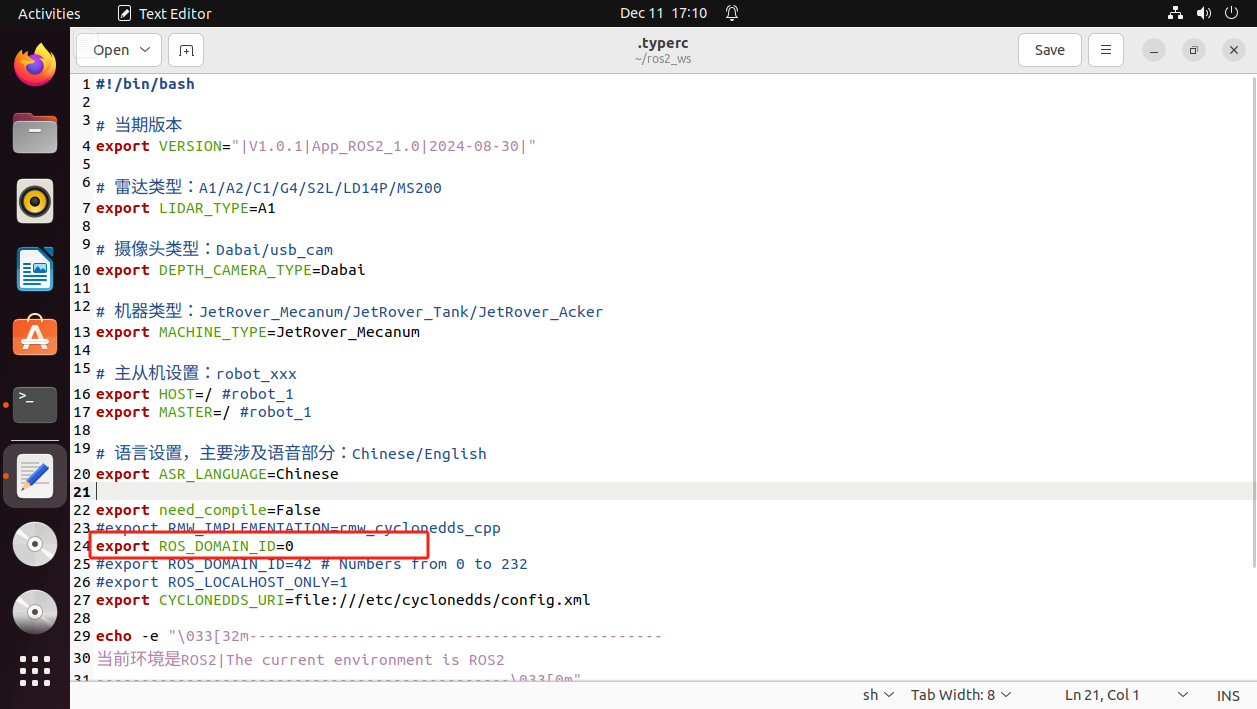 Activities Text Editor Dec 11 17:10
Open .typerc Save
~/ros2_ws
1 #!/bin/bash
2
3 # 当期版本
4 export VERSION="|V1.0.1|App_ROS2_1.0|2024-08-30|"
5
6 # 雷达类型：A1/A2/C1/G4/S2L/LD14P/MS200
7 export LIDAR_TYPE=A1
8
9 # 摄像头类型：Dabai/usb_cam
10 export DEPTH_CAMERA_TYPE=Dabai
11
12 # 机器类型：JetRover_Mecanum/JetRover_Tank/JetRover_Acker
13 export MACHINE_TYPE=JetRover_Mecanum
14
15 # 主从机设置：robot_xxx
16 export HOST=/ #robot_1
17 export MASTER=/ #robot_1
18
19 # 语言设置，主要涉及语音部分：Chinese/English
20 export ASR_LANGUAGE=Chinese
21
22 export need_compile=False
23 #export RMW_IMPLEMENTATION=rmw_cyclonedds_cpp
24 export ROS_DOMAIN_ID=0
25 #export ROS_DOMAIN_ID=42 # Numbers from 0 to 232
26 #export ROS_LOCALHOST_ONLY=1
27 export CYCLONEDDS_URI=file:///etc/cyclonedds/config.xml
28
29 echo -e "\033[32m----------------------------------------------
30 当前环境是ROS2|The current environment is ROS2
31 ----------------------------------------------\033[0m"
sh Tab Width: 8 Ln 21, Col 1 INS